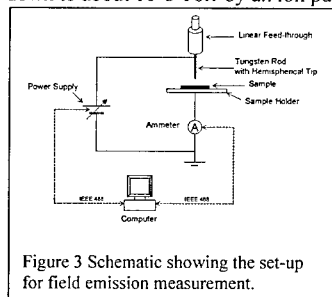 Linear Feed-through
Tungsten Rod
with Hemispherical Tip
Sample
Power Supply
Sample Holder
Ammeter
A
IEEE 488
IEEE 488
Computer
Figure 3 Schematic showing the set-up
for field emission measurement.